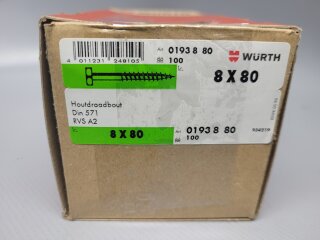 4 011231 249105
Art 0193 8 80
100
WÜRTH
8 X 80
Houtdraadbout
Din 571
RVS A2
8 X 80
Art 0193 8 80
100